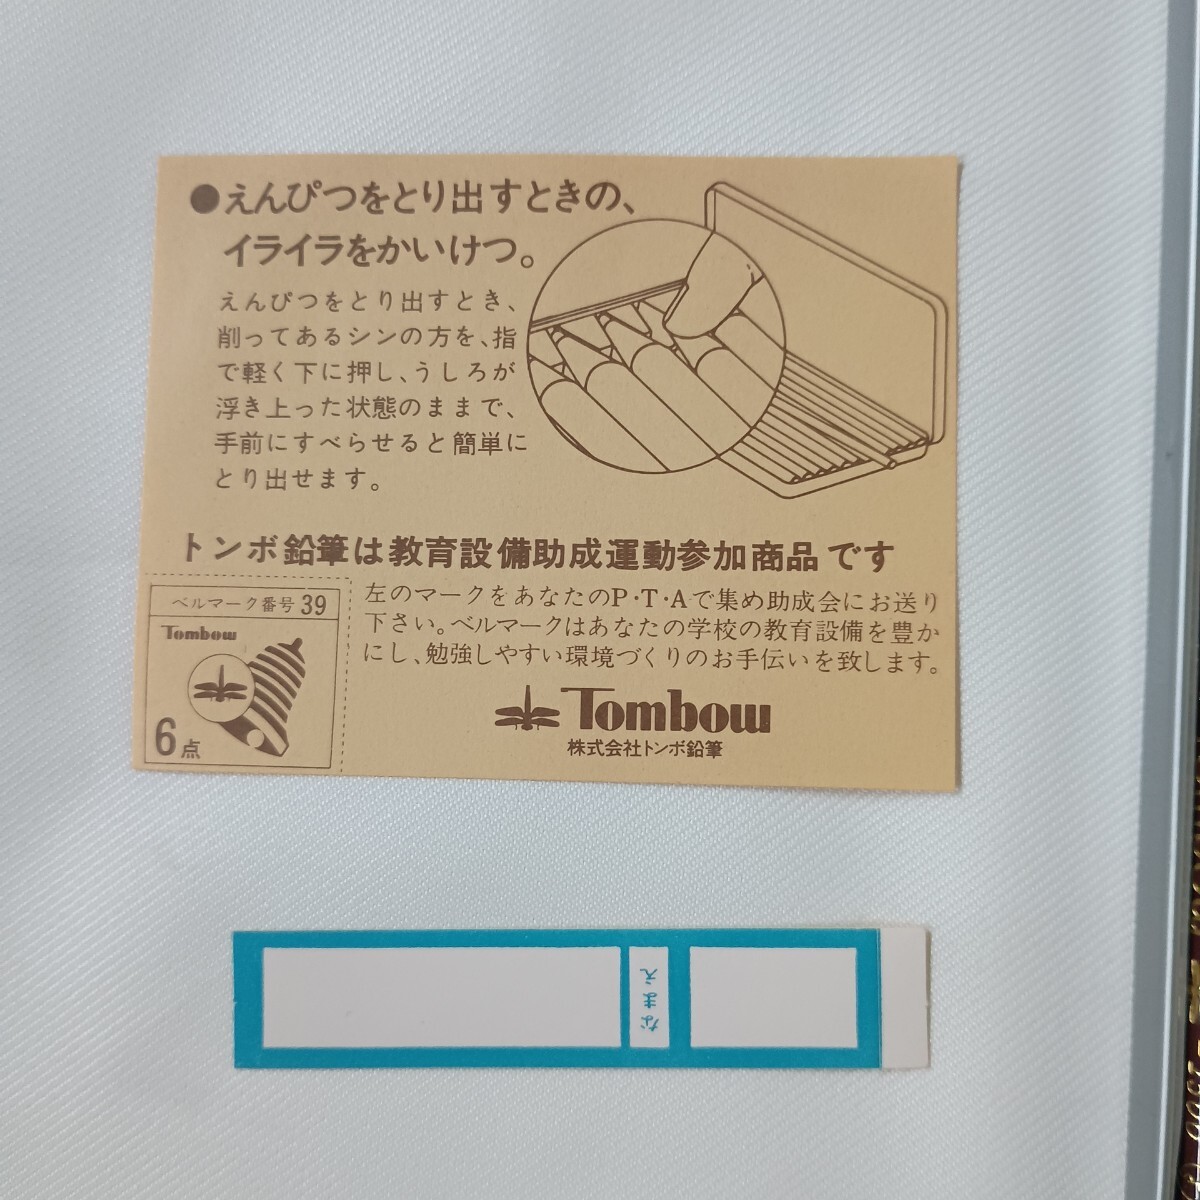 ●えんぴつをとり出すときの、
イライラをかいけつ。
えんぴつをとり出すとき、
削ってあるシンの方を、指
で軽く下に押し、うしろが
浮き上った状態のままで、
手前にすべらせると簡単に
とり出せます。
トンボ鉛筆は教育設備助成運動参加商品です
ベルマーク番号 39
Tombow
6点
左のマークをあなたのP・T・Aで集め助成会にお送り
下さい。ベルマークはあなたの学校の教育設備を豊か
にし、勉強しやすい環境づくりのお手伝いを致します。
Tombow
株式会社トンボ鉛筆
なまえ